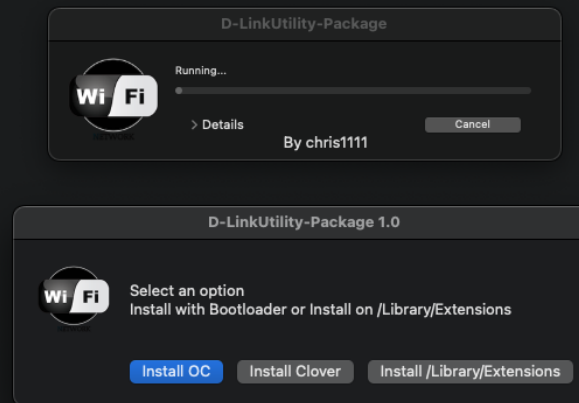 D-LinkUtility-Package
Running...
Wi Fi
> Details
Cancel
By chris1111
D-LinkUtility-Package 1.0
Wi Fi
Select an option
Install with Bootloader or Install on /Library/Extensions
Install OC
Install Clover
Install /Library/Extensions